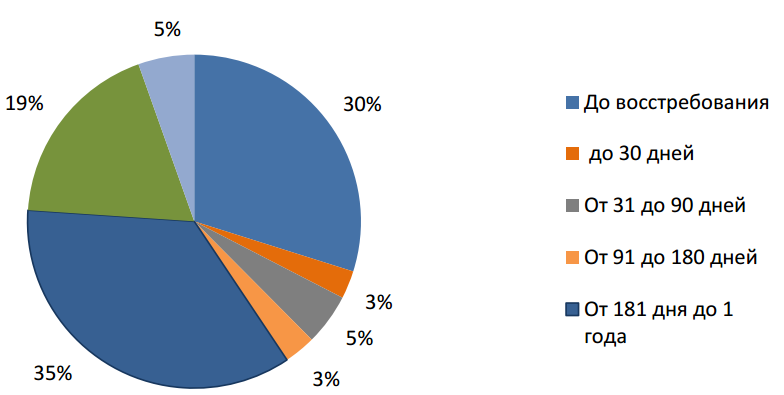 5%
19%
30%
3%
5%
3%
35%
До восстребования
до 30 дней
От 31 до 90 дней
От 91 до 180 дней
От 181 дня до 1
года